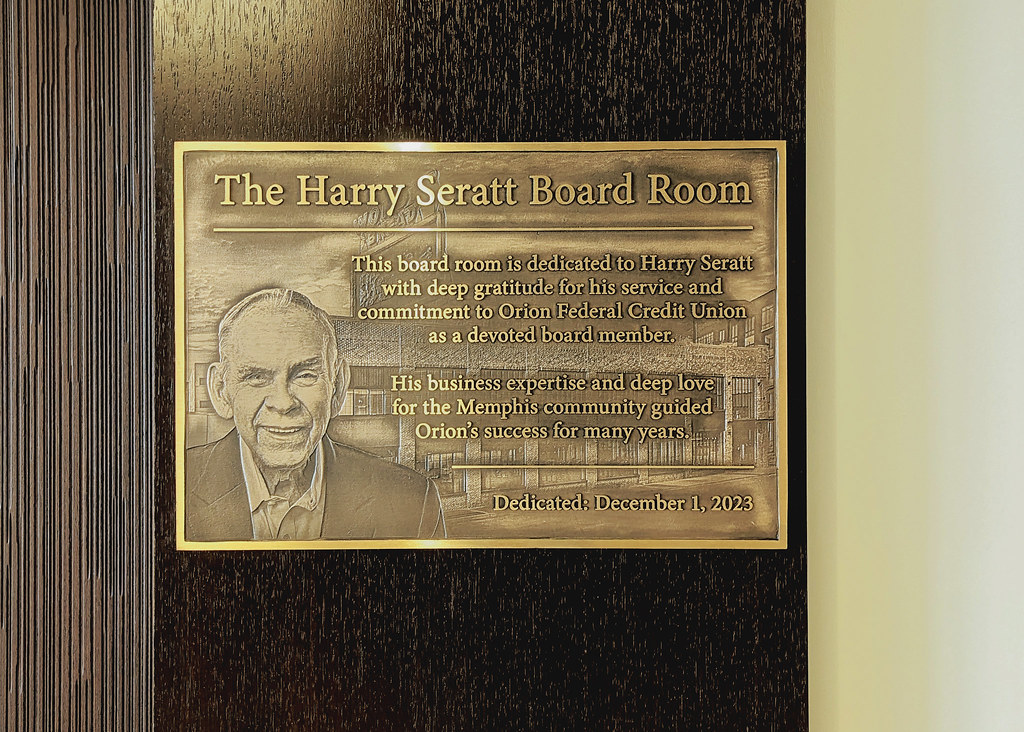 The Harry Seratt Board Room
This board room is dedicated to Harry Seratt
with deep gratitude for his service and
commitment to Orion Federal Credit Union
as a devoted board member.
His business expertise and deep love
for the Memphis community guided
Orion's success for many years.
Dedicated: December 1, 2023